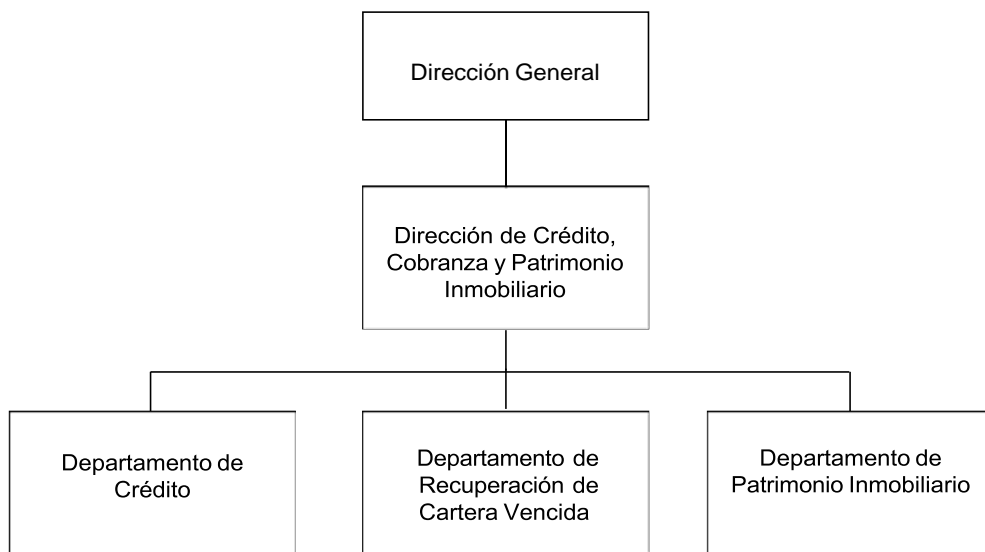 Dirección General
Dirección de Crédito,
Cobranza y Patrimonio
Inmobiliario
Departamento de
Crédito
Departamento de
Recuperación de
Cartera Vencida
Departamento de
Patrimonio Inmobiliario